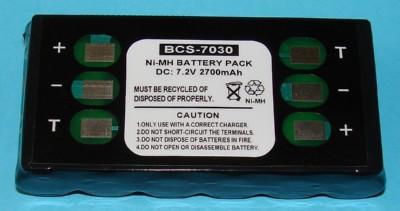 BCS-7030
Ni-MH BATTERY PACK
DC: 7.2V 2700mAh
MUST BE RECYCLED OR
DISPOSED OF PROPERLY.
Ni-MH
CAUTION
1.ONLY USE WITH A CORRECT CHARGER.
2.DO NOT SHORT-CIRCUIT THE TERMINALS.
3.DO NOT DISPOSE OF BATTERIES IN FIRE.
4.DO NOT OPEN OR DISASSEMBLE BATTERIES.
+
−
T
T
−
+